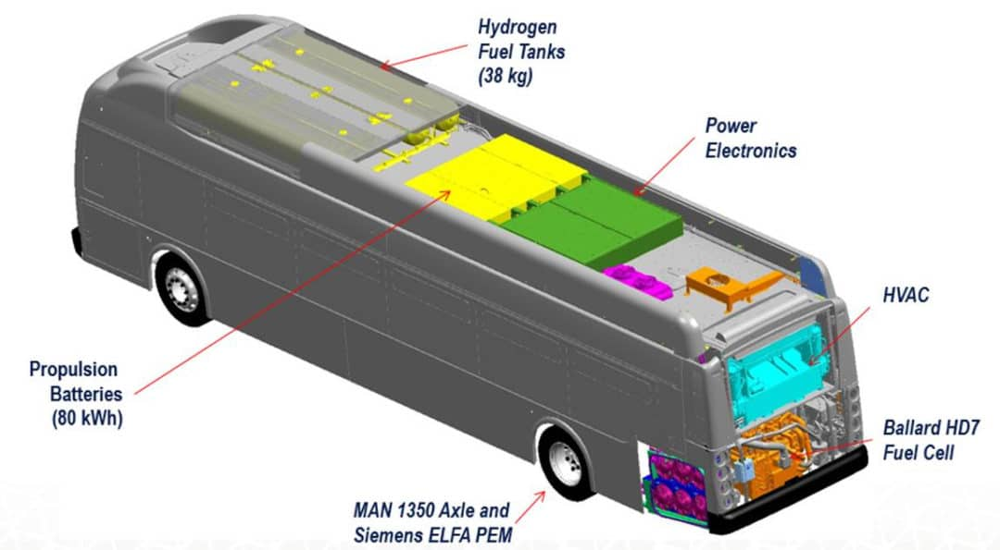 Hydrogen
Fuel Tanks
(38 kg)
Power
Electronics
HVAC
Propulsion
Batteries
(80 kWh)
Ballard HD7
Fuel Cell
MAN 1350 Axle and
Siemens ELFA PEM